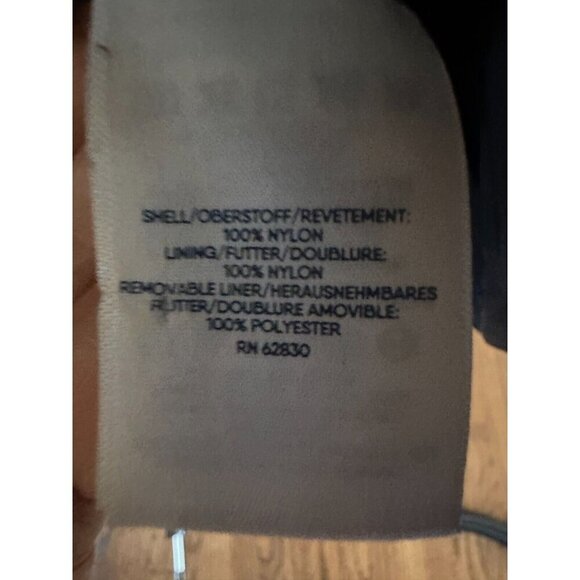 SHELL/OBERSTOFF/REVETEMENT:
100% NYLON
LINING/FUTTER/DOUBLURE:
100% NYLON
REMOVABLE LINER/HERAUSNEHMBARES
FUTTER/DOUBLURE AMOVIBLE:
100% POLYESTER
RN 62830